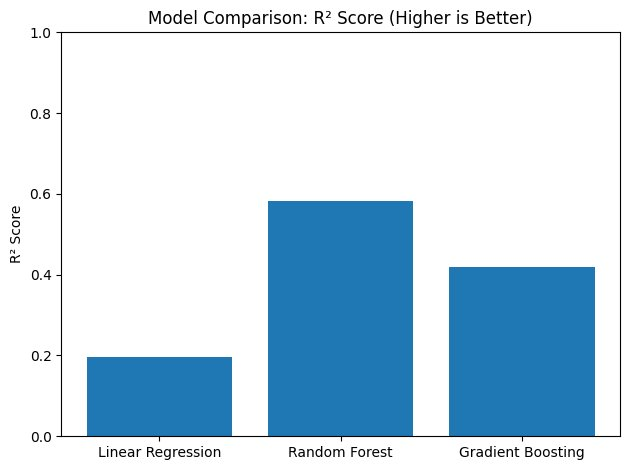 Model Comparison: R² Score (Higher is Better)
1.0
0.8
0.6
0.4
0.2
0.0
R² Score
Linear Regression
Random Forest
Gradient Boosting